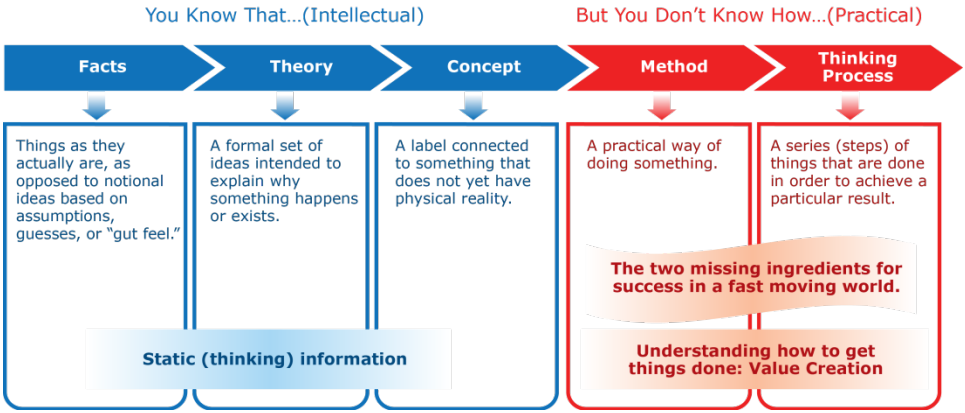 You Know That...(Intellectual)
But You Don’t Know How...(Practical)
Facts
Theory
Concept
Method
Thinking
Process
Things as they
actually are, as
opposed to notional
ideas based on
assumptions,
guesses, or “gut feel.”
A formal set of
ideas intended to
explain why
something happens
or exists.
A label connected
to something that
does not yet have
physical reality.
A practical way of
doing something.
A series (steps) of
things that are done
in order to achieve a
particular result.
The two missing ingredients for
success in a fast moving world.
Static (thinking) information
Understanding how to get
things done: Value Creation